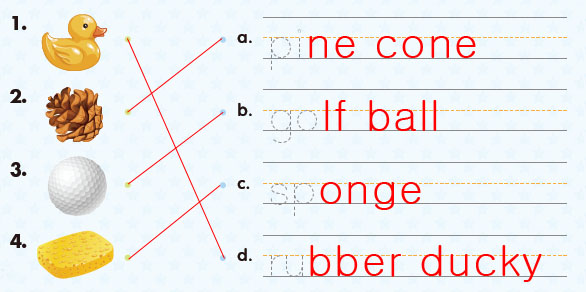 1. a. pine cone
2. b. golf ball
3. c. sponge
4. d. rubber ducky